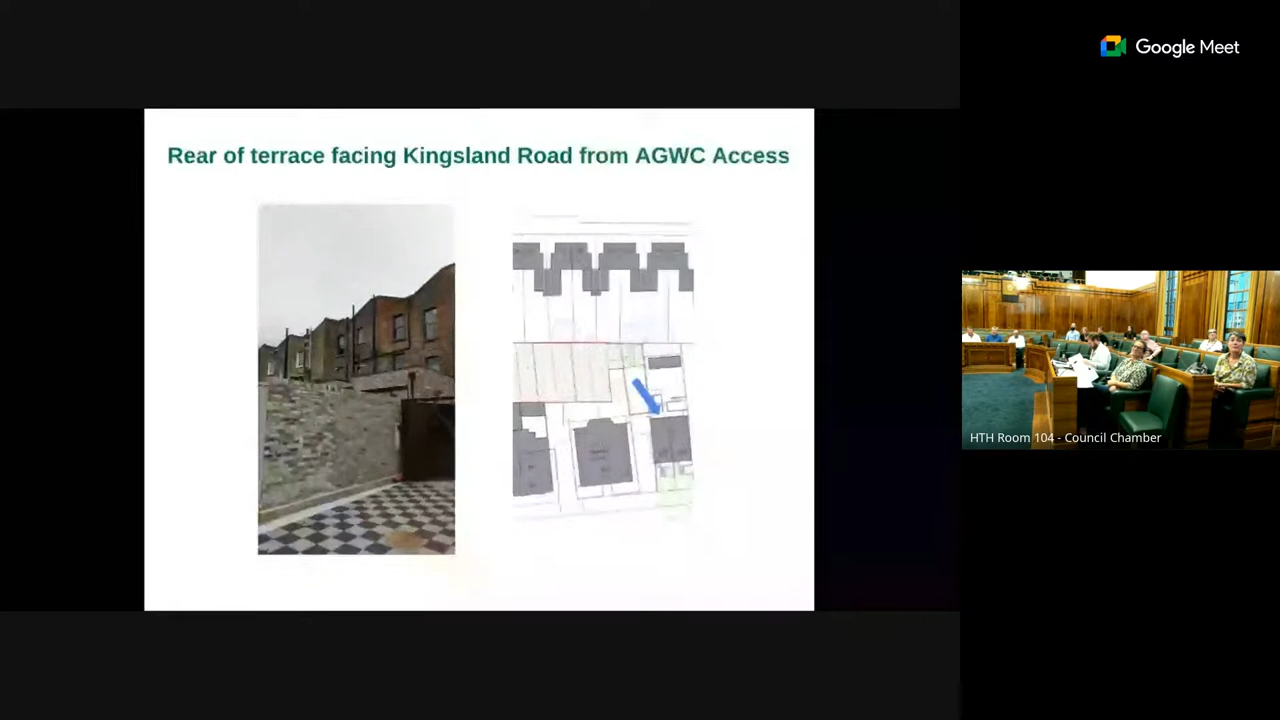 Rear of terrace facing Kingsland Road from AGWC Access
Google Meet
HTH Room 104 - Council Chamber